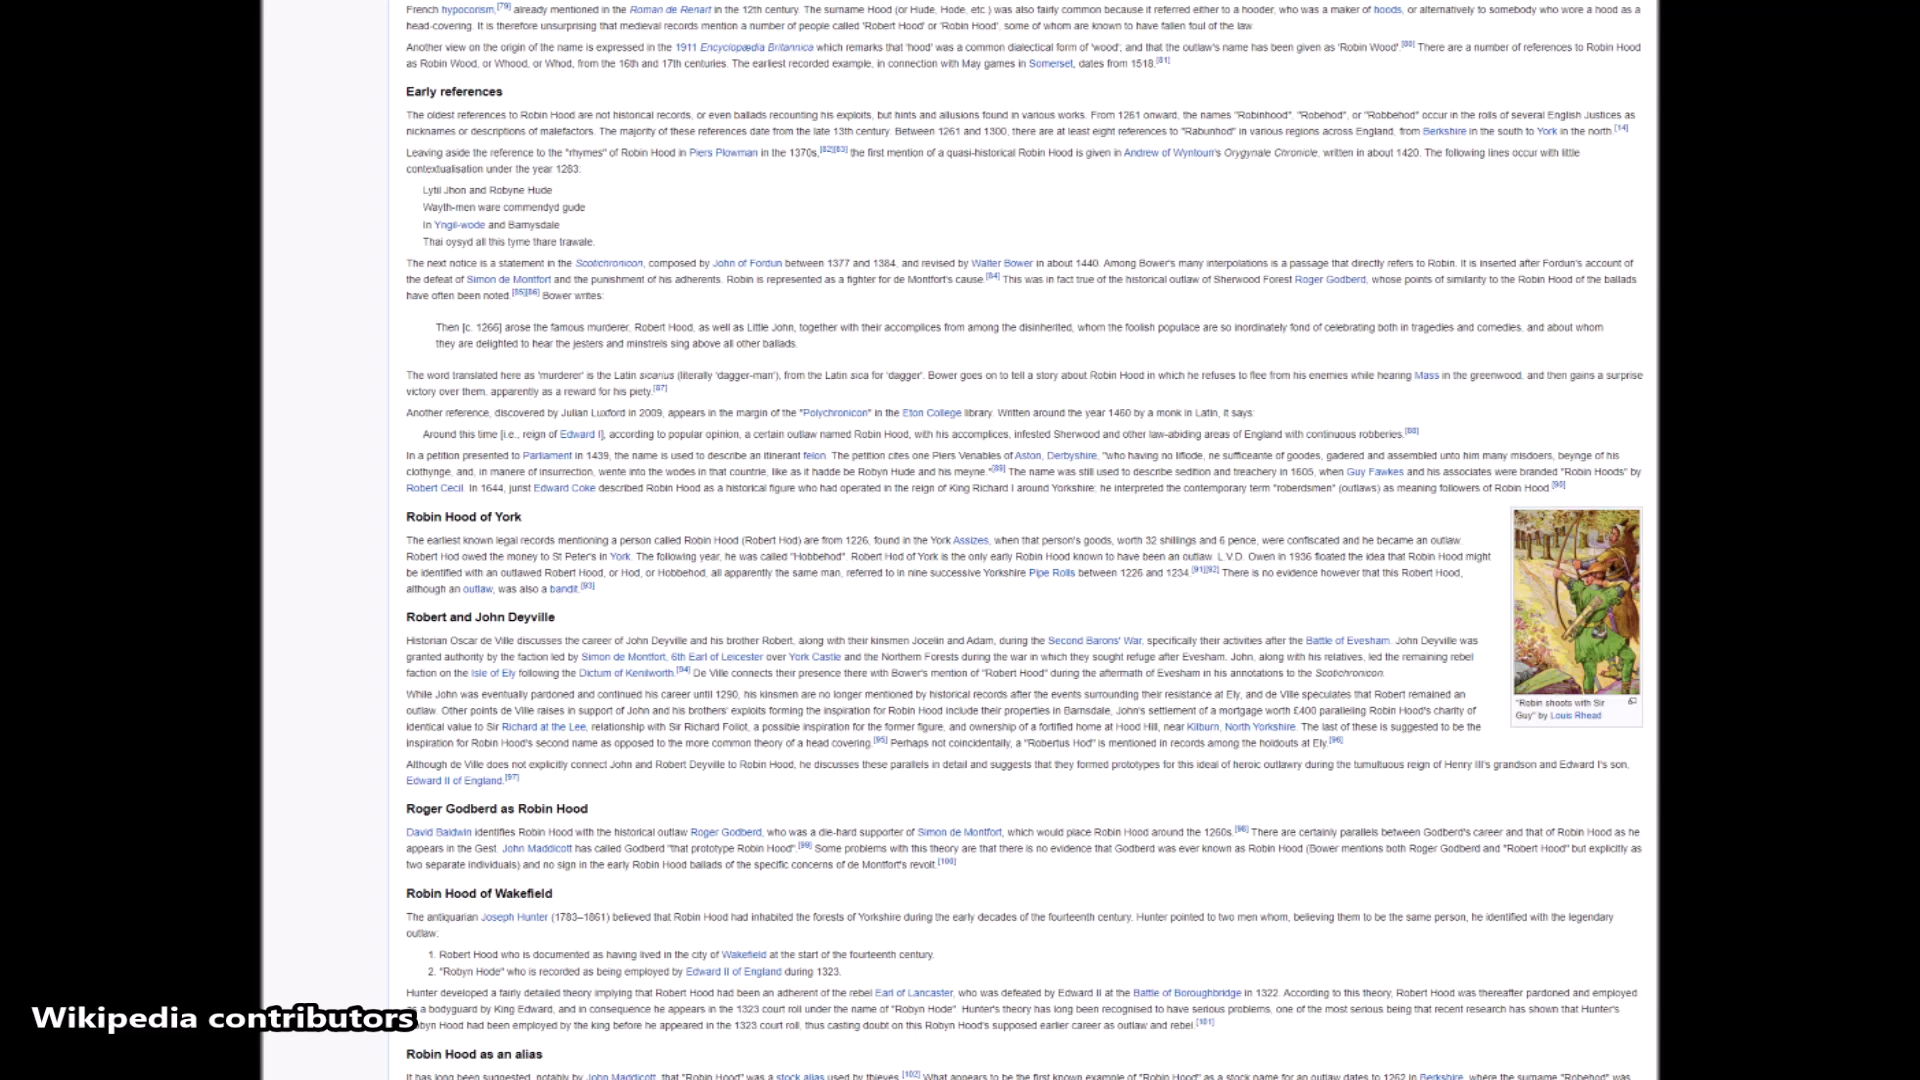 French hypocorism,[79] already mentioned in the Roman de Renart in the 12th century. The surname Hood (or Hude, Hode, etc.) was also fairly common because it referred either to a hooder, who was a maker of hoods, or alternatively to somebody who wore a hood as a
head-covering. It is therefore unsurprising that medieval records mention a number of people called 'Robert Hood' or 'Robin Hood', some of whom are known to have fallen foul of the law.
Another view on the origin of the name is expressed in the 1911 Encyclopædia Britannica which remarks that 'hood' was a common dialectical form of 'wood'; and that the outlaw's name has been given as 'Robin Wood'.[80] There are a number of references to Robin Hood
as Robin Wood, or Whood, or Whod, from the 16th and 17th centuries. The earliest recorded example, in connection with May games in Somerset, dates from 1518.[81]
Early references
The oldest references to Robin Hood are not historical records, or even ballads recounting his exploits, but hints and allusions found in various works. From 1261 onward, the names "Robinhood", "Robehod", or "Robbehod" occur in the rolls of several English Justices as
nicknames or descriptions of malefactors. The majority of these references date from the late 13th century. Between 1261 and 1300, there are at least eight references to "Rabunhod" in various regions across England, from Berkshire in the south to York in the north.[14]
Leaving aside the reference to the "rhymes" of Robin Hood in Piers Plowman in the 1370s,[82][83] the first mention of a quasi-historical Robin Hood is given in Andrew of Wyntoun's Orygynale Chronicle, written in about 1420. The following lines occur with little
contextualisation under the year 1283:
Lytil Jhon and Robyne Hude
Wayth-men ware commendyd gude
In Yngil-wode and Barnysdale
Thai oysyd all this tyme thare trawale.
The next notice is a statement in the Scotichronicon, composed by John of Fordun between 1377 and 1384, and revised by Walter Bower in about 1440. Among Bower's many interpolations is a passage that directly refers to Robin. It is inserted after Fordun's account of
the defeat of Simon de Montfort and the punishment of his adherents. Robin is represented as a fighter for de Montfort's cause.[84] This was in fact true of the historical outlaw of Sherwood Forest Roger Godberd, whose points of similarity to the Robin Hood of the ballads
have often been noted.[85][86] Bower writes:
Then [c. 1266] arose the famous murderer, Robert Hood, as well as Little John, together with their accomplices from among the disinherited, whom the foolish populace are so inordinately fond of celebrating both in tragedies and comedies, and about whom
they are delighted to hear the jesters and minstrels sing above all other ballads.
The word translated here as 'murderer' is the Latin sicarius (literally 'dagger-man'), from the Latin sica for 'dagger'. Bower goes on to tell a story about Robin Hood in which he refuses to flee from his enemies while hearing Mass in the greenwood, and then gains a surprise
victory over them, apparently as a reward for his piety.[87]
Another reference, discovered by Julian Luxford in 2009, appears in the margin of the "Polychronicon" in the Eton College library. Written around the year 1460 by a monk in Latin, it says:
Around this time [i.e., reign of Edward I], according to popular opinion, a certain outlaw named Robin Hood, with his accomplices, infested Sherwood and other law-abiding areas of England with continuous robberies.[88]
In a petition presented to Parliament in 1439, the name is used to describe an itinerant felon. The petition cites one Piers Venables of Aston, Derbyshire, "who having no liflode, ne sufficeante of goodes, gadered and assembled unto him many misdoers, beynge of his
clothynge, and, in manere of insurrection, wente into the wodes in that countrie, like as it hadde be Robyn Hude and his meyne."[89] The name was still used to describe sedition and treachery in 1605, when Guy Fawkes and his associates were branded "Robin Hoods" by
Robert Cecil. In 1644, jurist Edward Coke described Robin Hood as a historical figure who had operated in the reign of King Richard I around Yorkshire; he interpreted the contemporary term "roberdsmen" (outlaws) as meaning followers of Robin Hood.[90]
Robin Hood of York
The earliest known legal records mentioning a person called Robin Hood (Robert Hod) are from 1226, found in the York Assizes, when that person's goods, worth 32 shillings and 6 pence, were confiscated and he became an outlaw.
Robert Hod owed the money to St Peter's in York. The following year, he was called "Hobbehod". Robert Hod of York is the only early Robin Hood known to have been an outlaw. L.V.D. Owen in 1936 floated the idea that Robin Hood might
be identified with an outlawed Robert Hood, or Hod, or Hobbehod, all apparently the same man, referred to in nine successive Yorkshire Pipe Rolls between 1226 and 1234.[91][92] There is no evidence however that this Robert Hood,
although an outlaw, was also a bandit.[93]
"Robin shoots with Sir
Guy" by Louis Rhead
Robert and John Deyville
Historian Oscar de Ville discusses the career of John Deyville and his brother Robert, along with their kinsmen Jocelin and Adam, during the Second Barons' War, specifically their activities after the Battle of Evesham. John Deyville was
granted authority by the faction led by Simon de Montfort, 6th Earl of Leicester over York Castle and the Northern Forests during the war in which they sought refuge after Evesham. John, along with his relatives, led the remaining rebel
faction on the Isle of Ely following the Dictum of Kenilworth.[94] De Ville connects their presence there with Bower's mention of "Robert Hood" during the aftermath of Evesham in his annotations to the Scotichronicon.
While John was eventually pardoned and continued his career until 1290, his kinsmen are no longer mentioned by historical records after the events surrounding their resistance at Ely, and de Ville speculates that Robert remained an
outlaw. Other points de Ville raises in support of John and his brothers' exploits forming the inspiration for Robin Hood include their properties in Barnsdale, John's settlement of a mortgage worth £400 paralleling Robin Hood's charity of
identical value to Sir Richard at the Lee, relationship with Sir Richard Foliot, a possible inspiration for the former figure, and ownership of a fortified home at Hood Hill, near Kilburn, North Yorkshire. The last of these is suggested to be the
inspiration for Robin Hood's second name as opposed to the more common theory of a head covering.[95] Perhaps not coincidentally, a "Robertus Hod" is mentioned in records among the holdouts at Ely.[96]
Although de Ville does not explicitly connect John and Robert Deyville to Robin Hood, he discusses these parallels in detail and suggests that they formed prototypes for this ideal of heroic outlawry during the tumultuous reign of Henry III's grandson and Edward I's son,
Edward II of England.[97]
Roger Godberd as Robin Hood
David Baldwin identifies Robin Hood with the historical outlaw Roger Godberd, who was a die-hard supporter of Simon de Montfort, which would place Robin Hood around the 1260s.[98] There are certainly parallels between Godberd's career and that of Robin Hood as he
appears in the Gest. John Maddicott has called Godberd "that prototype Robin Hood".[99] Some problems with this theory are that there is no evidence that Godberd was ever known as Robin Hood (Bower mentions both Roger Godberd and "Robert Hood" but explicitly as
two separate individuals) and no sign in the early Robin Hood ballads of the specific concerns of de Montfort's revolt.[100]
Robin Hood of Wakefield
The antiquarian Joseph Hunter (1783–1861) believed that Robin Hood had inhabited the forests of Yorkshire during the early decades of the fourteenth century. Hunter pointed to two men whom, believing them to be the same person, he identified with the legendary
outlaw:
1. Robert Hood who is documented as having lived in the city of Wakefield at the start of the fourteenth century.
2. "Robyn Hode" who is recorded as being employed by Edward II of England during 1323.
Hunter developed a fairly detailed theory implying that Robert Hood had been an adherent of the rebel Earl of Lancaster, who was defeated by Edward II at the Battle of Boroughbridge in 1322. According to this theory, Robert Hood was thereafter pardoned and employed
as a bodyguard by King Edward, and in consequence he appears in the 1323 court roll under the name of "Robyn Hode". Hunter's theory has long been recognised to have serious problems, one of the most serious being that recent research has shown that Hunter's
Robyn Hood had been employed by the king before he appeared in the 1323 court roll, thus casting doubt on this Robyn Hood's supposed earlier career as outlaw and rebel.[101]
Wikipedia contributors
Robin Hood as an alias
It has long been suggested, notably by John Maddicott, that "Robin Hood" was a stock alias used by thieves.[102] What appears to be the first known example of "Robin Hood" as a stock name for an outlaw dates to 1262 in Berkshire, where the surname "Robehod" was